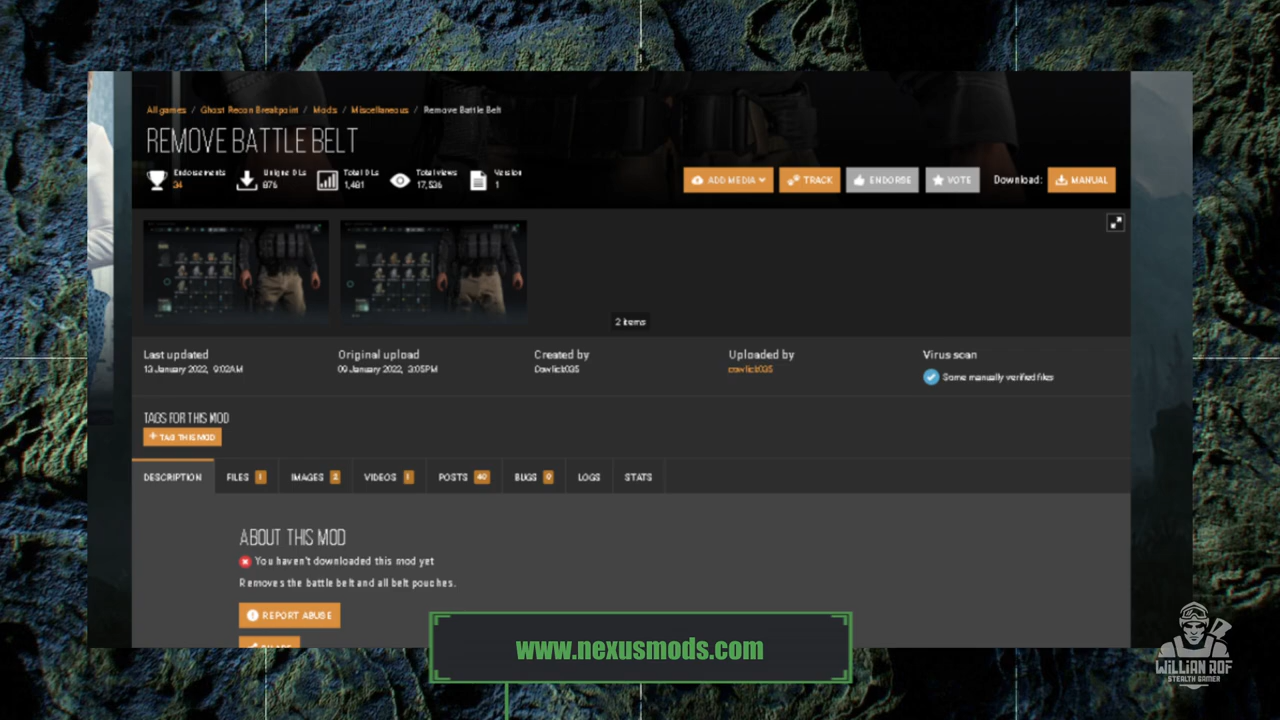 All games / Ghost Recon Breakpoint / Mods / Miscellaneous / Remove Battle Belt
REMOVE BATTLE BELT
Endorsements
34
Unique DLs
876
Total DLs
1,481
Total views
17,536
Version
1
ADD MEDIA
TRACK
ENDORSE
VOTE
Download:
MANUAL
2 items
Last updated
13 January 2022, 9:02AM
Original upload
09 January 2022, 3:05PM
Created by
Cowlick035
Uploaded by
cowlick035
Virus scan
Some manually verified files
TAGS FOR THIS MOD
+ TAG THIS MOD
DESCRIPTION
FILES 1
IMAGES 2
VIDEOS 1
POSTS 40
BUGS 0
LOGS
STATS
ABOUT THIS MOD
You haven't downloaded this mod yet
Removes the battle belt and all belt pouches.
REPORT ABUSE
www.nexusmods.com
WILLIAN ROF
STEALTH GAMER